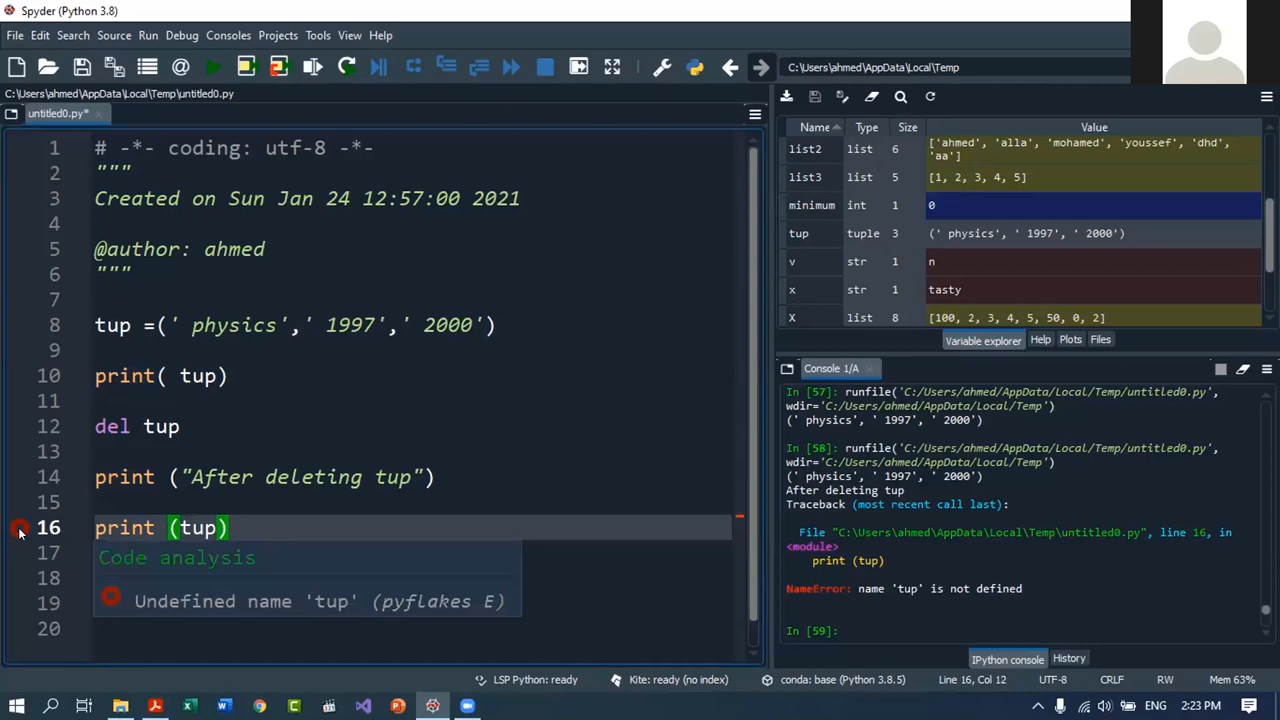 Spyder (Python 3.8)
File Edit Search Source Run Debug Consoles Projects Tools View Help
C:\Users\ahmed\AppData\Local\Temp
C:\Users\ahmed\AppData\Local\Temp\untitled0.py
untitled0.py*
1 # -*- coding: utf-8 -*-
2 """
3 Created on Sun Jan 24 12:57:00 2021
4
5 @author: ahmed
6 """
7
8 tup =(' physics',' 1997',' 2000')
9
10 print( tup)
11
12 del tup
13
14 print ("After deleting tup")
15
16 print (tup)
17
18
19
20
Code analysis
Undefined name 'tup' (pyflakes E)
Name Type Size Value
list2 list 6 ['ahmed', 'alla', 'mohamed', 'youssef', 'dhd',
'aa']
list3 list 5 [1, 2, 3, 4, 5]
minimum int 1 0
tup tuple 3 (' physics', ' 1997', ' 2000')
v str 1 n
x str 1 tasty
X list 8 [100, 2, 3, 4, 5, 50, 0, 2]
Variable explorer Help Plots Files
Console 1/A
In [57]: runfile('C:/Users/ahmed/AppData/Local/Temp/untitled0.py',
wdir='C:/Users/ahmed/AppData/Local/Temp')
(' physics', ' 1997', ' 2000')
In [58]: runfile('C:/Users/ahmed/AppData/Local/Temp/untitled0.py',
wdir='C:/Users/ahmed/AppData/Local/Temp')
(' physics', ' 1997', ' 2000')
After deleting tup
Traceback (most recent call last):
File "C:\Users\ahmed\AppData\Local\Temp\untitled0.py", line 16, in
<module>
print (tup)
NameError: name 'tup' is not defined
In [59]:
IPython console History
LSP Python: ready Kite: ready (no index) conda: base (Python 3.8.5) Line 16, Col 12 UTF-8 CRLF RW Mem 63%
ENG 2:23 PM